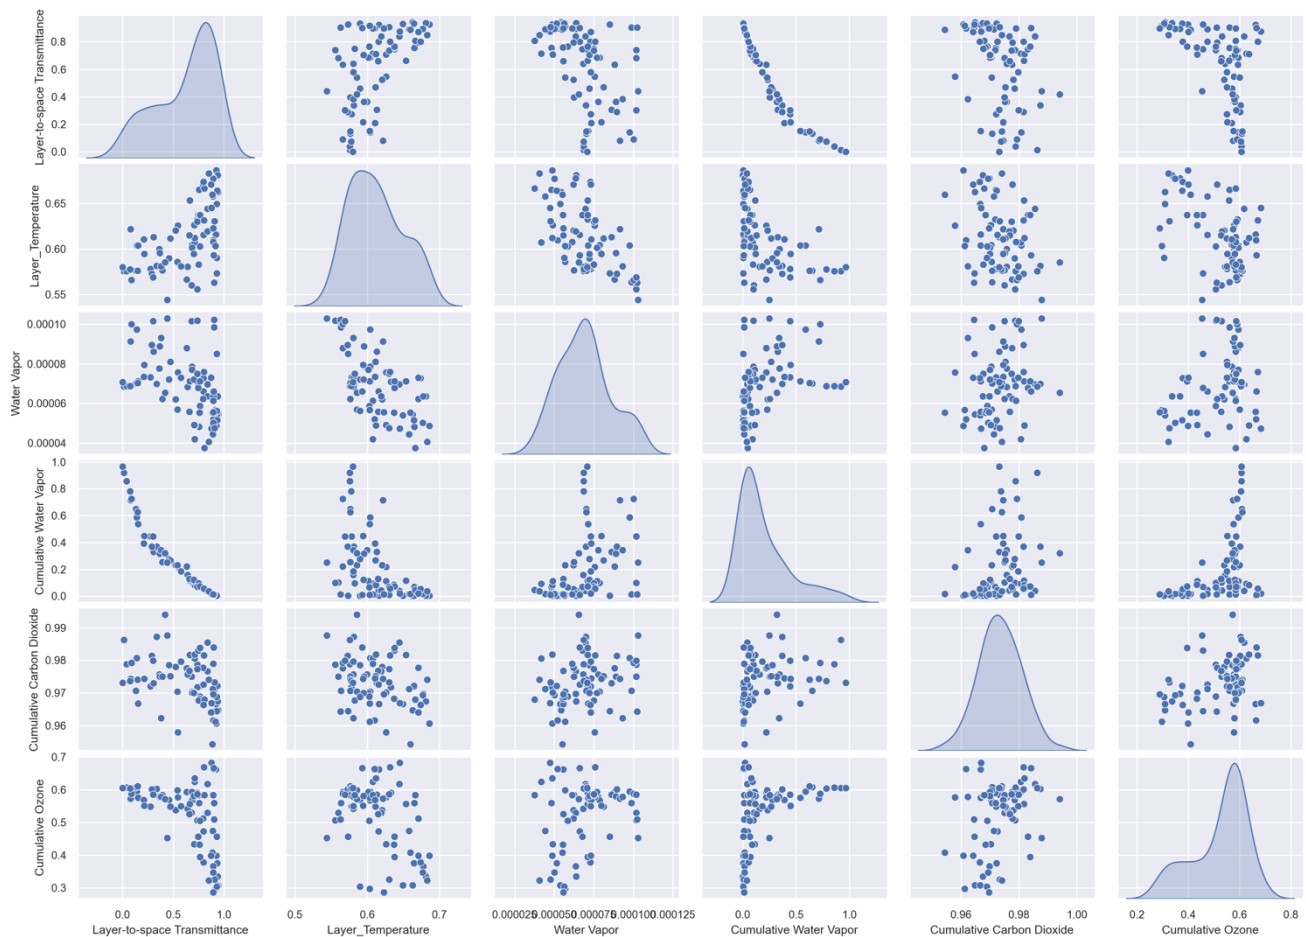 Layer-to-space Transmittance
0.8
0.6
0.4
0.2
0.0
Layer_Temperature
0.65
0.60
0.55
Water Vapor
0.00010
0.00008
0.00006
0.00004
Cumulative Water Vapor
1.0
0.8
0.6
0.4
0.2
0.0
Cumulative Carbon Dioxide
0.99
0.98
0.97
0.96
Cumulative Ozone
0.7
0.6
0.5
0.4
0.3
0.0 0.5 1.0
0.5 0.6 0.7
0.000025 0.000050 0.000075 0.000100 0.000125
0.0 0.5 1.0
0.96 0.98 1.00
0.2 0.4 0.6 0.8
Layer-to-space Transmittance
Layer_Temperature
Water Vapor
Cumulative Water Vapor
Cumulative Carbon Dioxide
Cumulative Ozone